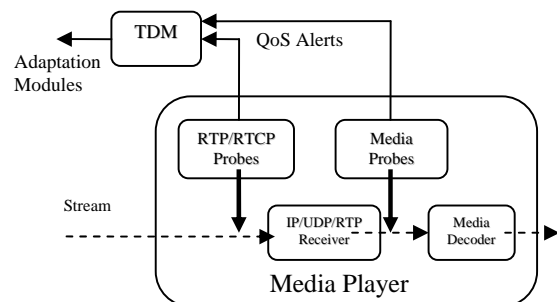 TDM
QoS Alerts
Adaptation
Modules
RTP/RTCP
Probes
Media
Probes
Stream
IP/UDP/RTP
Receiver
Media
Decoder
Media Player